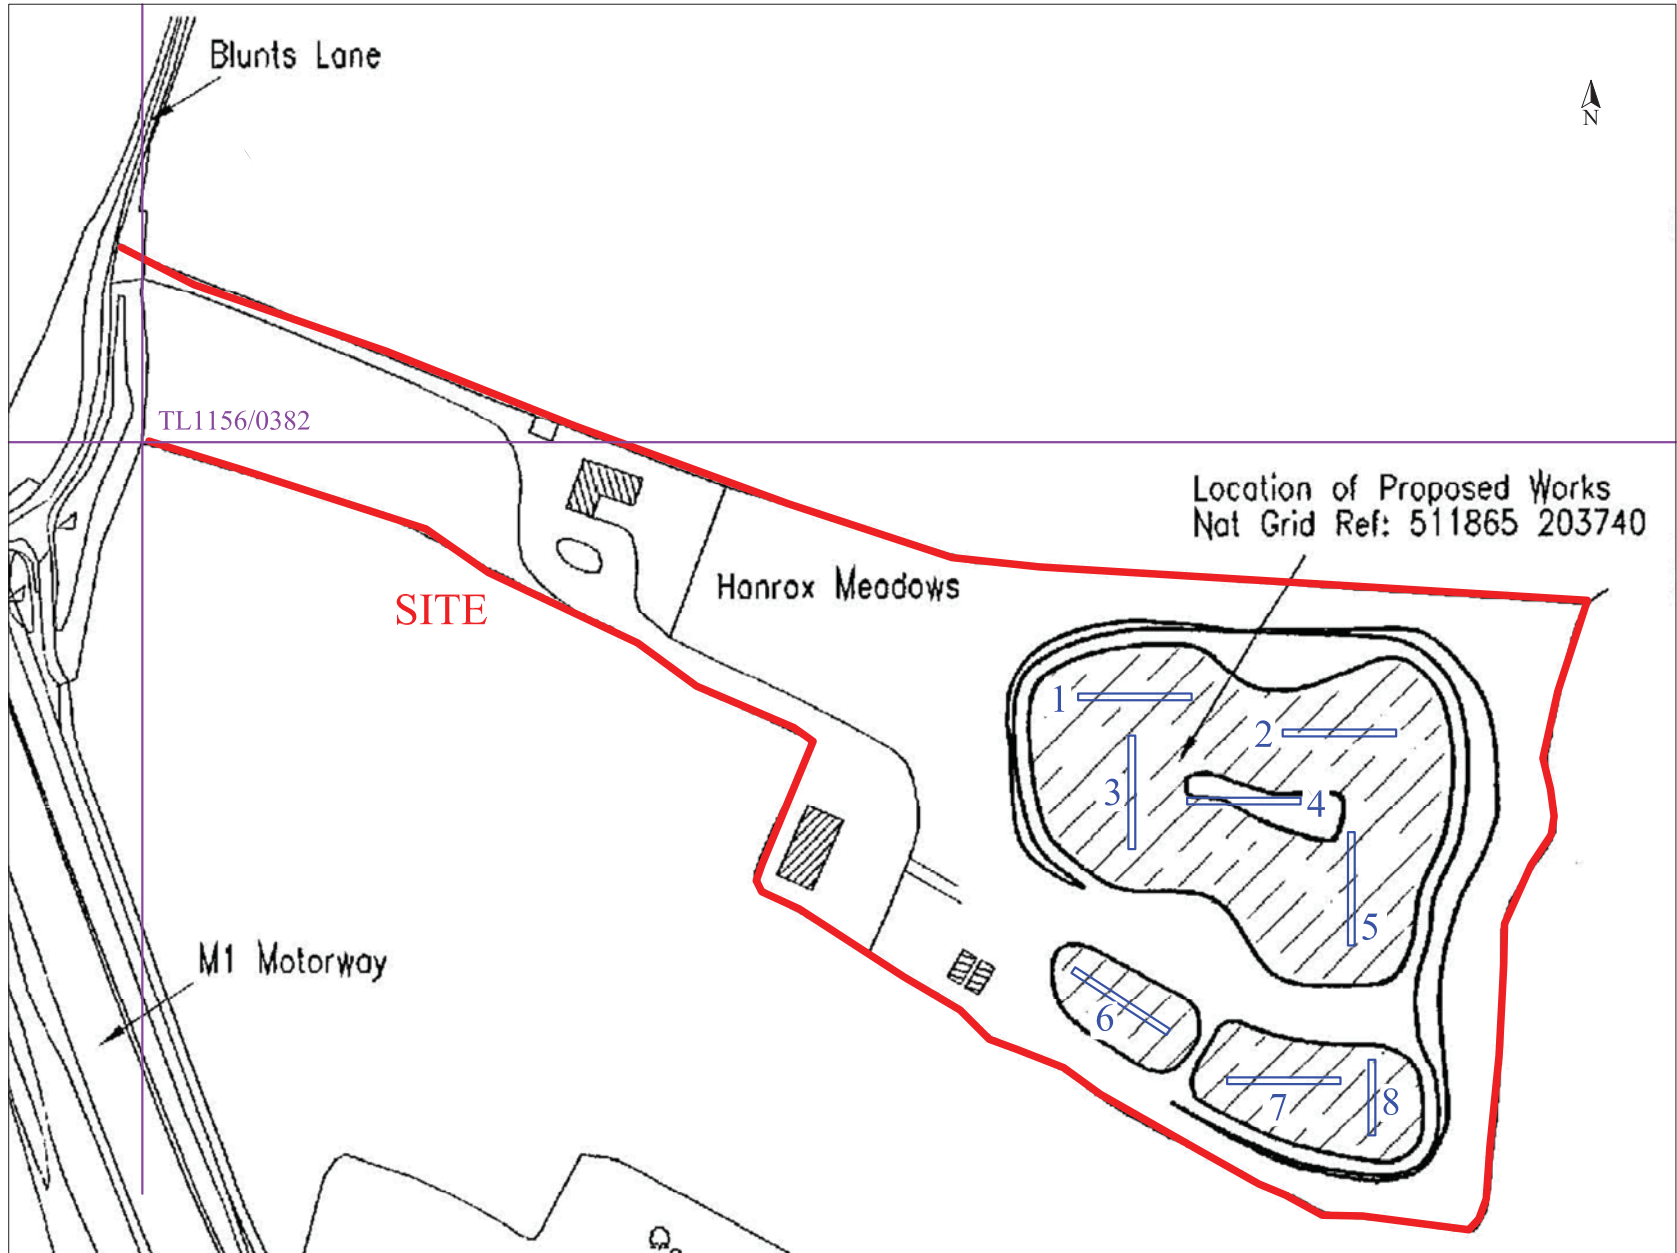 Blunts Lane
N
TL1156/0382
Location of Proposed Works
Nat Grid Ref: 511865 203740
Hanrox Meadows
SITE
1
2
3
4
5
M1 Motorway
6
7
8